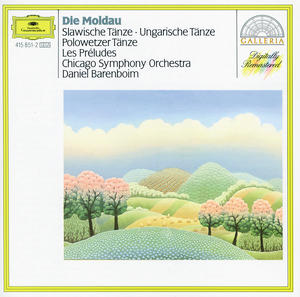 Deutsche
Grammophon
415 851-2
Die Moldau
Slawische Tänze · Ungarische Tänze
Polowetzer Tänze
Les Préludes
Chicago Symphony Orchestra
Daniel Barenboim
GALLERIA
Digitally
Remastered